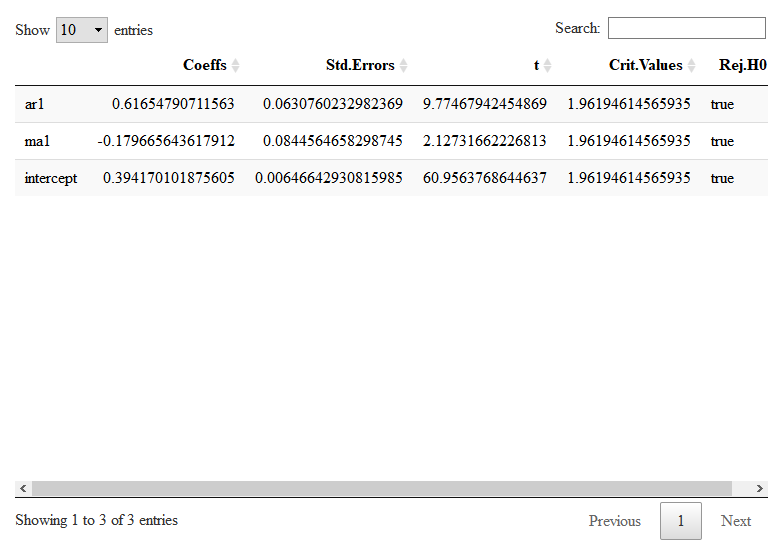 Show 10 entries Search:
Coeffs Std.Errors t Crit.Values Rej.H0
ar1 0.61654790711563 0.0630760232982369 9.77467942454869 1.96194614565935 true
ma1 -0.179665643617912 0.0844564658298745 2.12731662226813 1.96194614565935 true
intercept 0.394170101875605 0.00646642930815985 60.9563768644637 1.96194614565935 true
Showing 1 to 3 of 3 entries Previous 1 Next